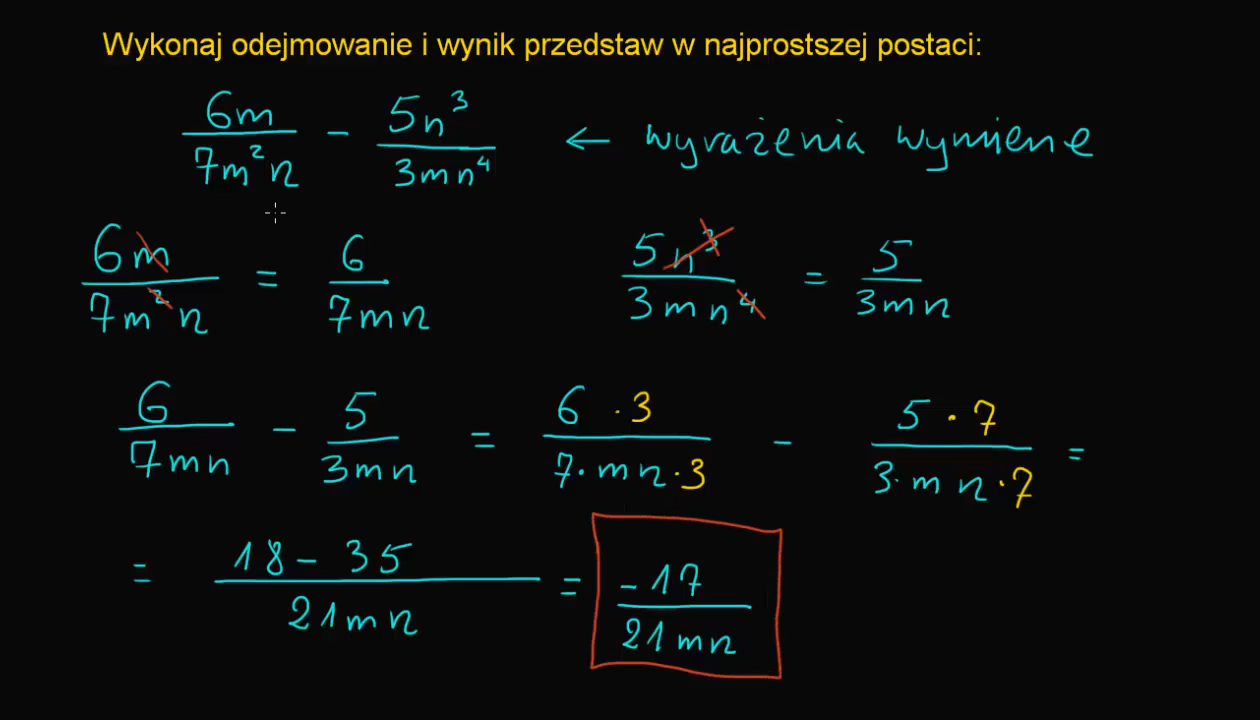 Wykonaj odejmowanie i wynik przedstaw w najprostszej postaci:
6m/7m²n - 5n³/3mn⁴ ← wyrażenia wymierne
6m/7m²n = 6/7mn 5n³/3mn⁴ = 5/3mn
6/7mn - 5/3mn = 6·3/7·mn·3 - 5·7/3·mn·7 =
= 18-35/21mn = -17/21mn